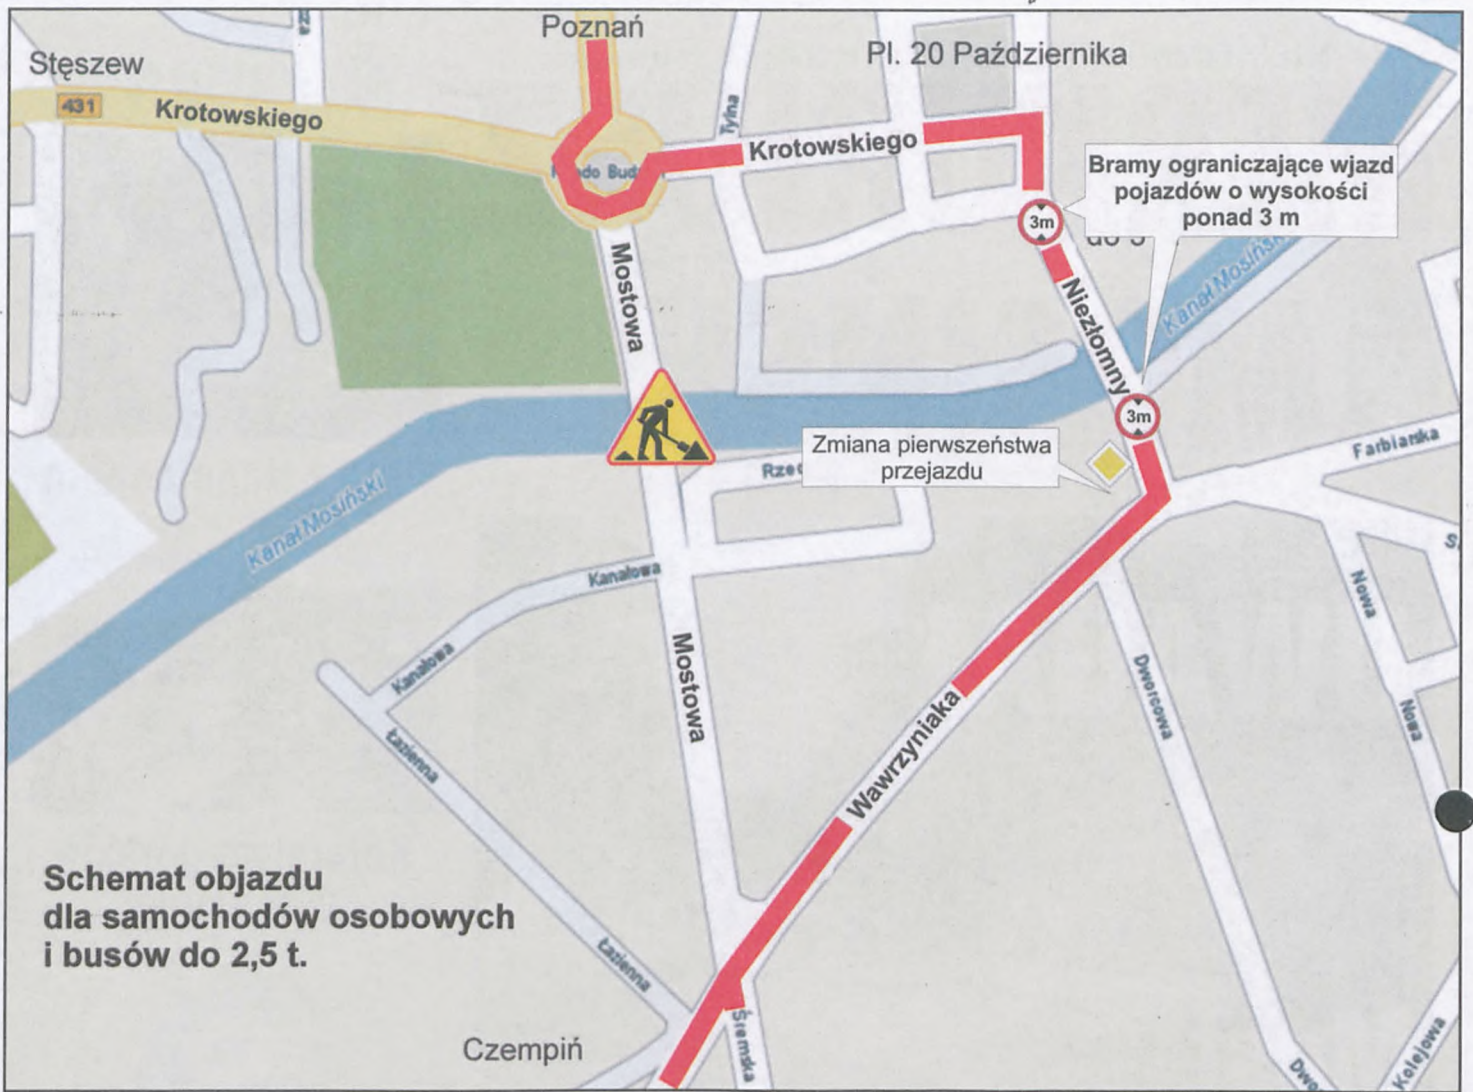 Poznań
Stęszew
Pl. 20 Października
431
Krotowskiego
Tylna
Krotowskiego
Bramy ograniczające wjazd
pojazdów o wysokości
ponad 3 m
3m
Mostowa
Niezłomny
Kanał Mosiński
3m
Zmiana pierwszeństwa
przejazdu
Farbiarska
Kanał Mosiński
Kanałowa
Nowa
Kanałowa
Mostowa
Dworcowa
Nowa
Łazienna
Wawrzyniaka
Schemat objazdu
dla samochodów osobowych
i busów do 2,5 t.
Łazienna
Czempiń
Śremska
Kolejowa